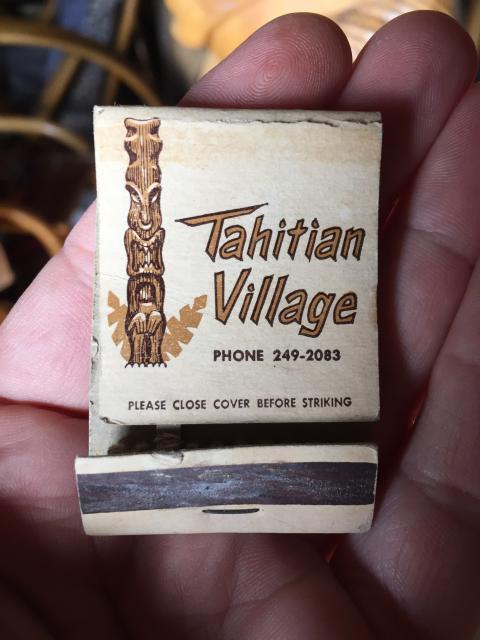 Tahitian
Village
PHONE 249-2083
PLEASE CLOSE COVER BEFORE STRIKING